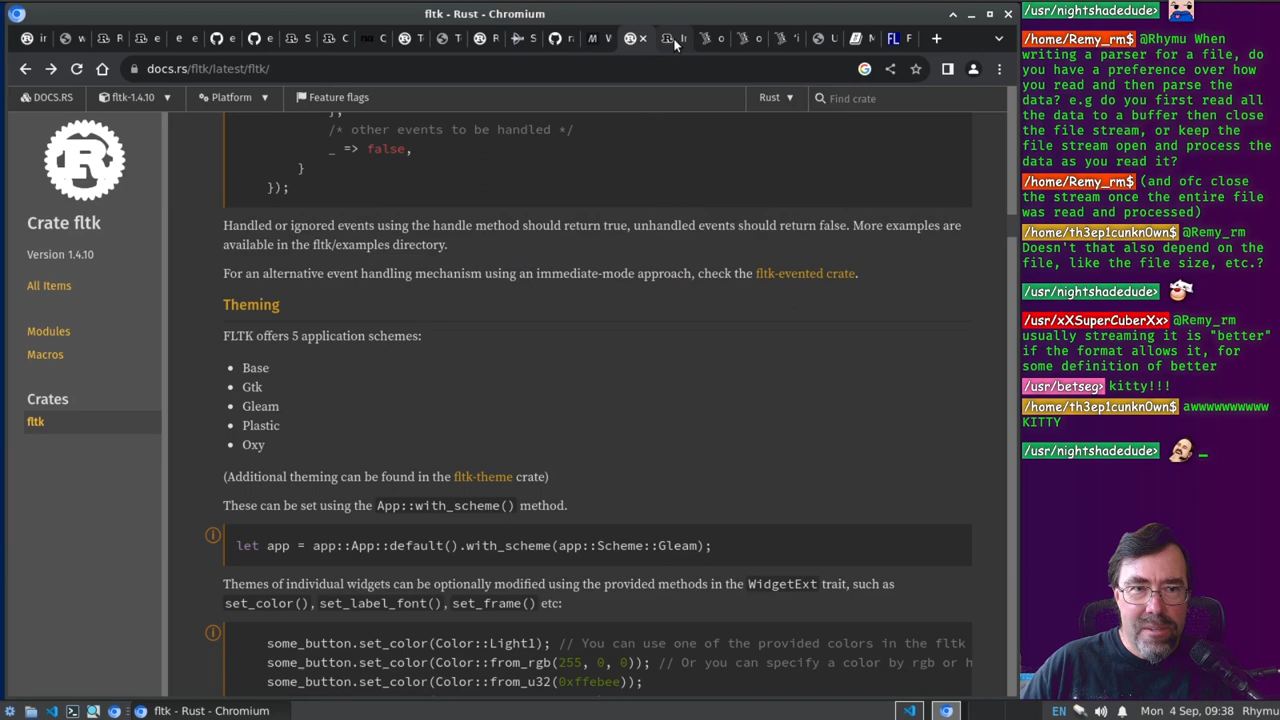 fltk - Rust - Chromium
docs.rs/fltk/latest/fltk/
DOCS.RS
fltk-1.4.10
Platform
Feature flags
Rust
Find crate
Crate fltk
Version 1.4.10
All Items
Modules
Macros
Crates
fltk
/* other events to be handled */
_ => false,
}
});
Handled or ignored events using the handle method should return true, unhandled events should return false. More examples are
available in the fltk/examples directory.
For an alternative event handling mechanism using an immediate-mode approach, check the fltk-evented crate.
Theming
FLTK offers 5 application schemes:
• Base
• Gtk
• Gleam
• Plastic
• Oxy
(Additional theming can be found in the fltk-theme crate)
These can be set using the App::with_scheme() method.
let app = app::App::default().with_scheme(app::Scheme::Gleam);
Themes of individual widgets can be optionally modified using the provided methods in the WidgetExt trait, such as
set_color(), set_label_font(), set_frame() etc:
some_button.set_color(Color::Light1); // You can use one of the provided colors in the fltk
some_button.set_color(Color::from_rgb(255, 0, 0)); // Or you can specify a color by rgb or h
some_button.set_color(Color::from_u32(0xffebee));
/usr/nightshadedude>
/home/Remy_rm$ @Rhymu When
writing a parser for a file, do
you have a preference over how
you read and then parse the
data? e.g do you first read all
the data to a buffer then close
the file stream, or keep the
file stream open and process the
data as you read it?
/home/Remy_rm$ (and ofc close
the stream once the entire file
was read and processed)
/home/th3ep1cunkn0wn$ @Remy_rm
Doesn't that also depend on the
file, like the file size, etc.?
/usr/nightshadedude>
/usr/xXSuperCuberXx> @Remy_rm
usually streaming it is "better"
if the format allows it, for
some definition of better
/usr/betseg> kitty!!!
/home/th3ep1cunkn0wn$ awwwwwwwwww
KITTY
/usr/nightshadedude> _
fltk - Rust - Chromium
EN
Mon 4 Sep, 09:38
Rhymu